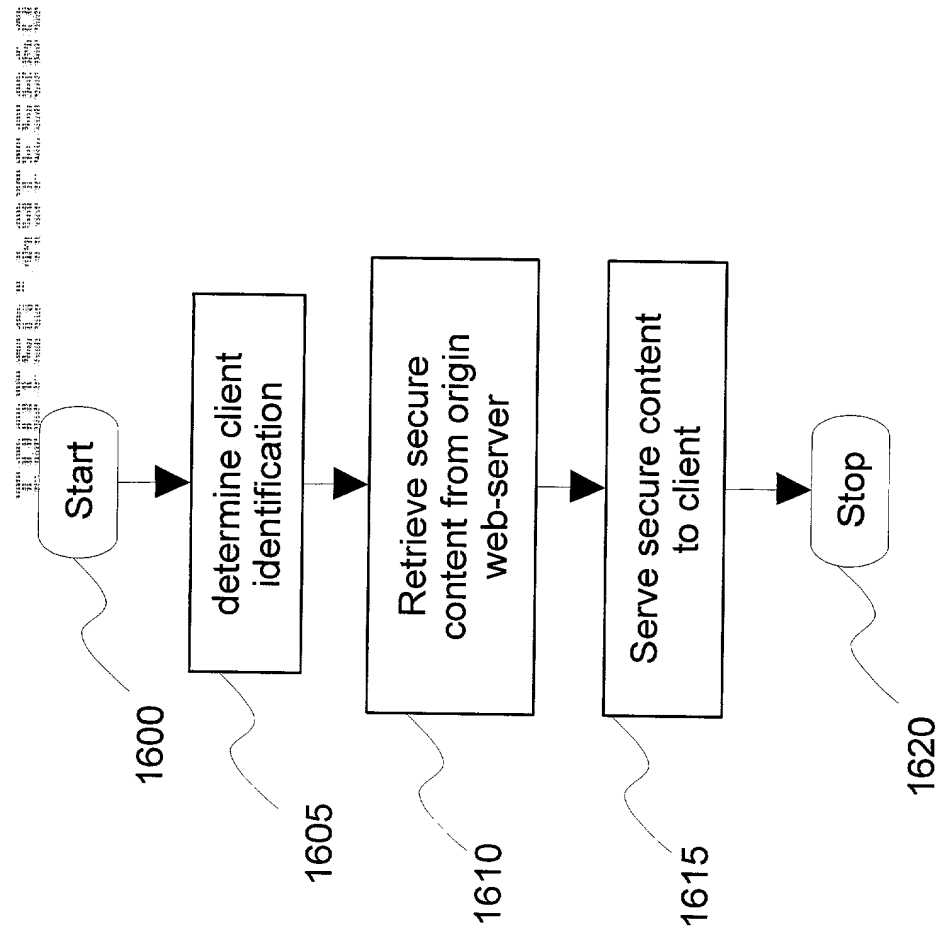 Start
1600
determine client
identification
1605
Retrieve secure
content from origin
web-server
1610
Serve secure content
to client
1615
Stop
1620